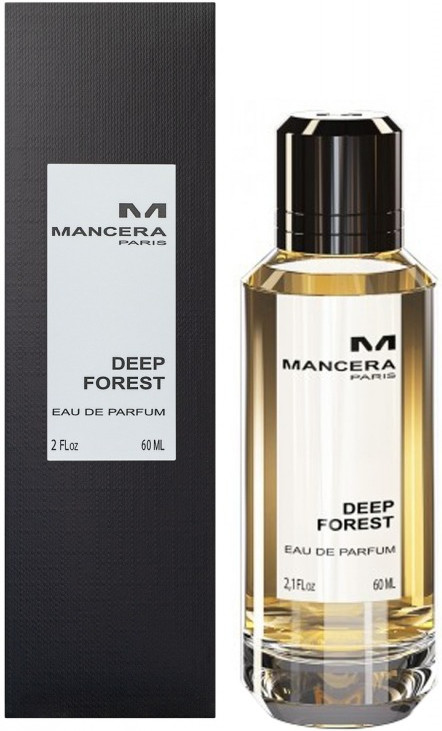 M
MANCERA
PARIS
DEEP
FOREST
EAU DE PARFUM
2 FLoz 60 ML
M
MANCERA
PARIS
DEEP
FOREST
EAU DE PARFUM
2,1 FLoz 60 ML